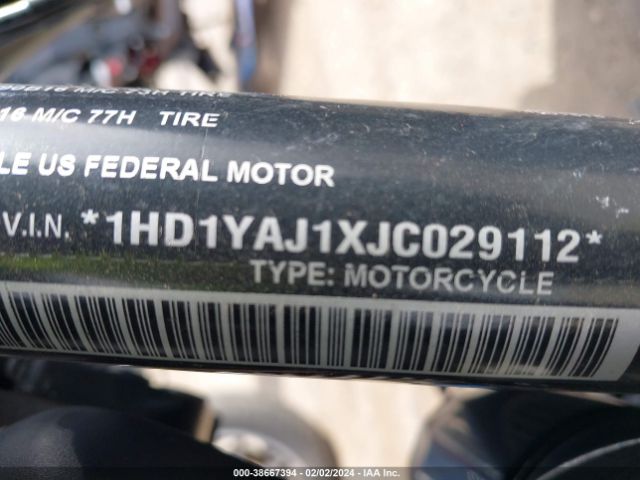 16 M/C 77H TIRE
LE US FEDERAL MOTOR
V.I.N. *1HD1YAJ1XJC029112*
TYPE: MOTORCYCLE
000-38667394 - 02/02/2024 - IAA Inc.